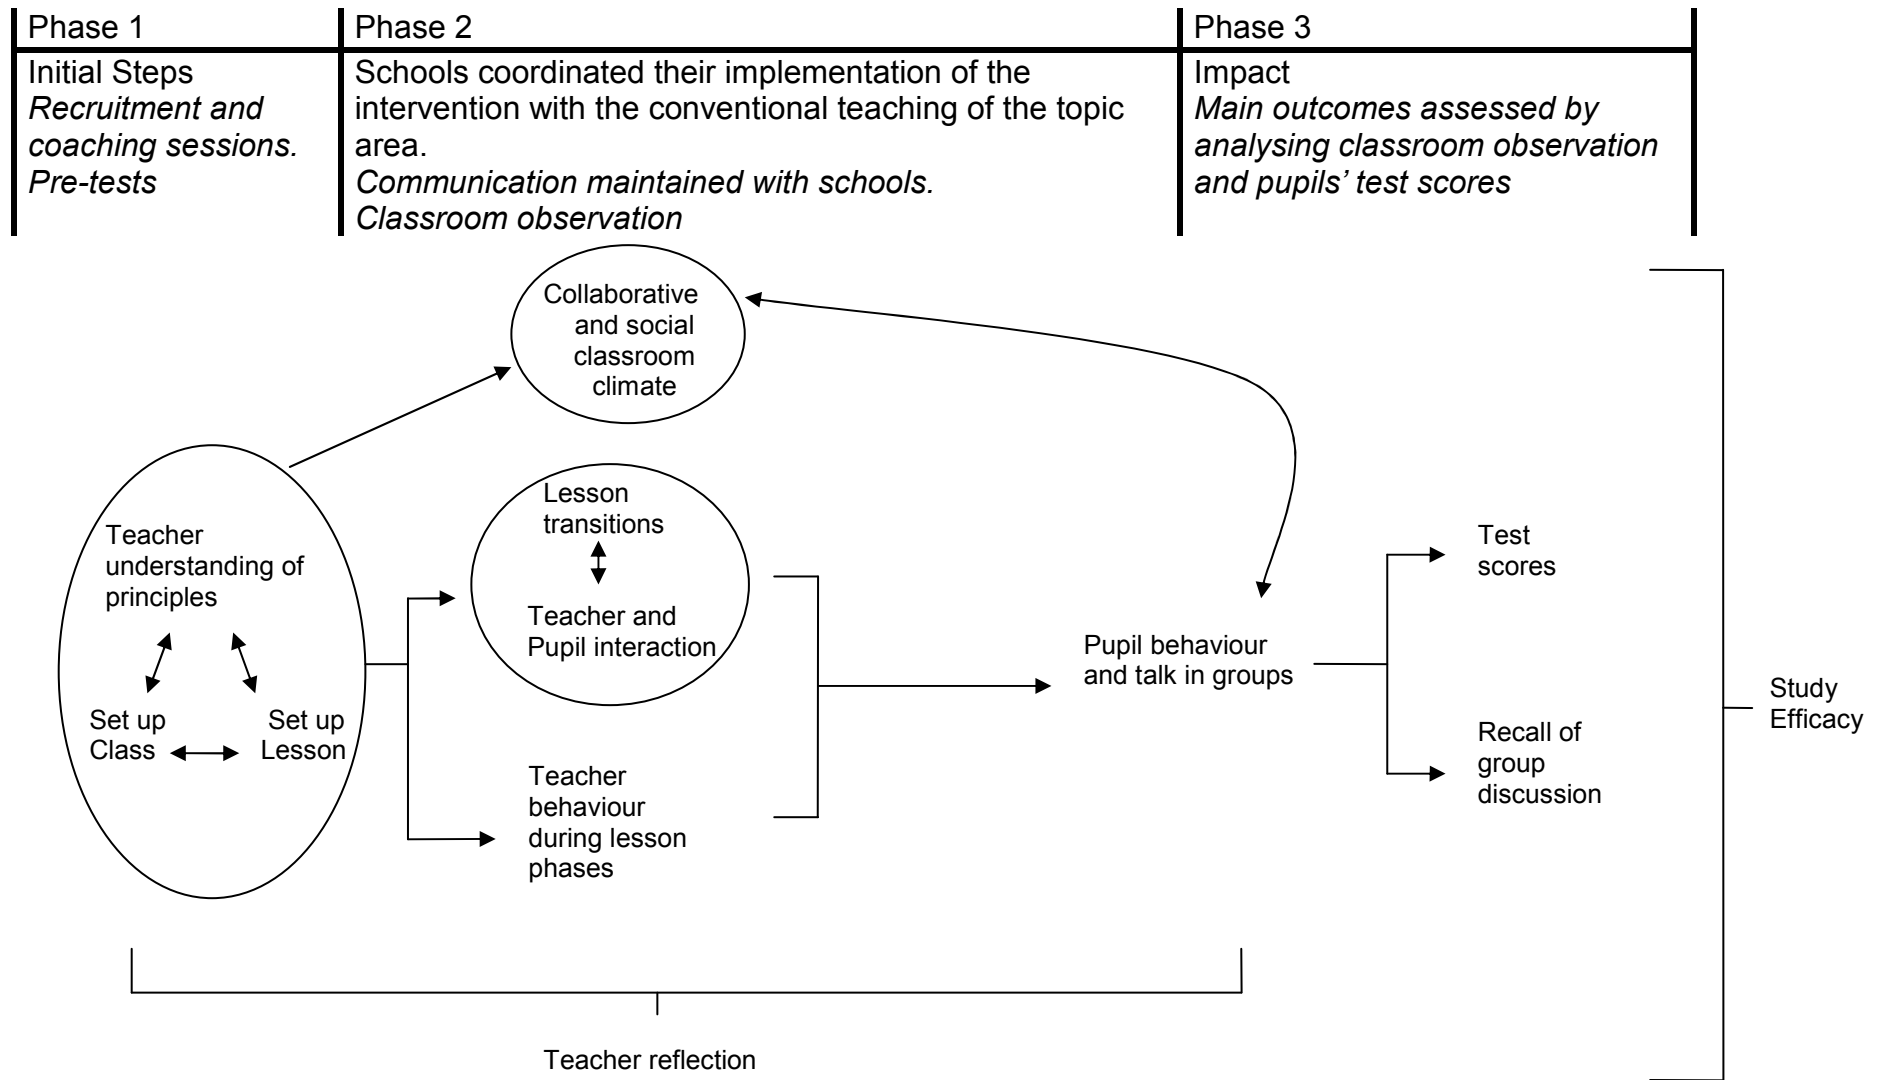 Phase 1
Phase 2
Phase 3
Initial Steps
Recruitment and
coaching sessions.
Pre-tests
Schools coordinated their implementation of the
intervention with the conventional teaching of the topic
area.
Communication maintained with schools.
Classroom observation
Impact
Main outcomes assessed by
analysing classroom observation
and pupils’ test scores
Collaborative
and social
classroom
climate
Teacher
understanding of
principles
Set up
Class
Set up
Lesson
Lesson
transitions
Teacher and
Pupil interaction
Teacher
behaviour
during lesson
phases
Pupil behaviour
and talk in groups
Test
scores
Recall of
group
discussion
Study
Efficacy
Teacher reflection